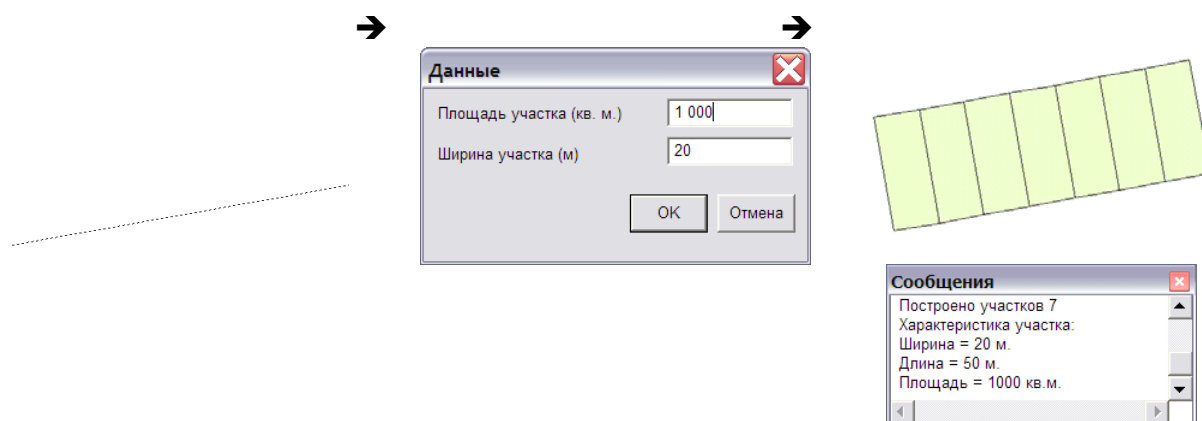 Данные
Площадь участка (кв. м.) 1 000
Ширина участка (м) 20
OK Отмена
Сообщения
Построено участков 7
Характеристика участка:
Ширина = 20 м.
Длина = 50 м.
Площадь = 1000 кв.м.